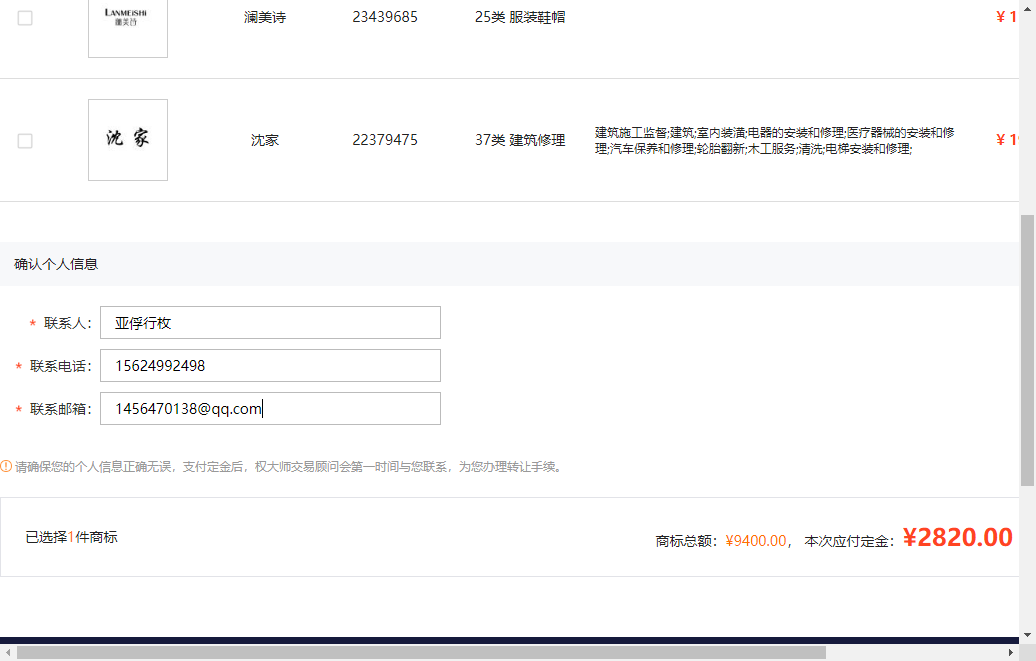 LANMEISHI
澜美诗
澜美诗 23439685 25类 服装鞋帽 ¥ 1
沈 家
沈家 22379475 37类 建筑修理 建筑施工监督;建筑;室内装潢;电器的安装和修理;医疗器械的安装和修 ¥ 19
理;汽车保养和修理;轮胎翻新;木工服务;清洗;电梯安装和修理;
确认个人信息
* 联系人: 亚俘行枚
* 联系电话: 15624992498
* 联系邮箱: 1456470138@qq.com
请确保您的个人信息正确无误，支付定金后，权大师交易顾问会第一时间与您联系，为您办理转让手续。
已选择1件商标 商标总额：¥9400.00， 本次应付定金：¥2820.00